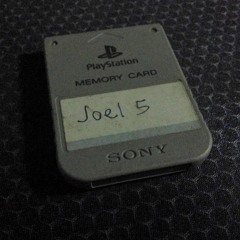 PlayStation
MEMORY CARD
Joel 5
SONY